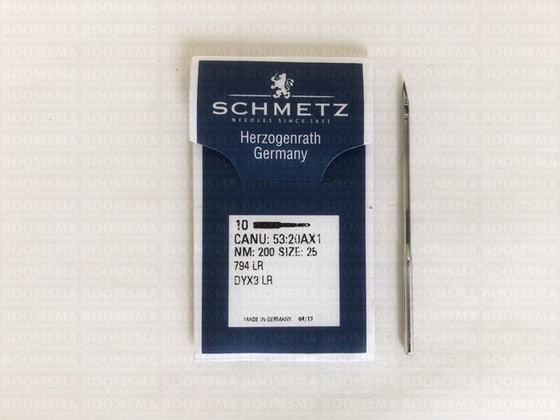 SCHMETZ
NEEDLES SINCE 1851
Herzogenrath
Germany
10
CANU: 53:20AX1
NM: 200 SIZE: 25
794 LR
DYX3 LR
MADE IN GERMANY 04/13
BOOMSMA